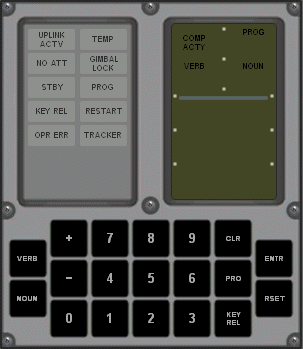 UPLINK
ACTY
TEMP
NO ATT
GIMBAL
LOCK
STBY
PROG
KEY REL
RESTART
OPR ERR
TRACKER
COMP
ACTY
PROG
VERB
NOUN
VERB
NOUN
+
7
8
9
CLR
−
4
5
6
PRO
0
1
2
3
KEY
REL
ENTR
RSET